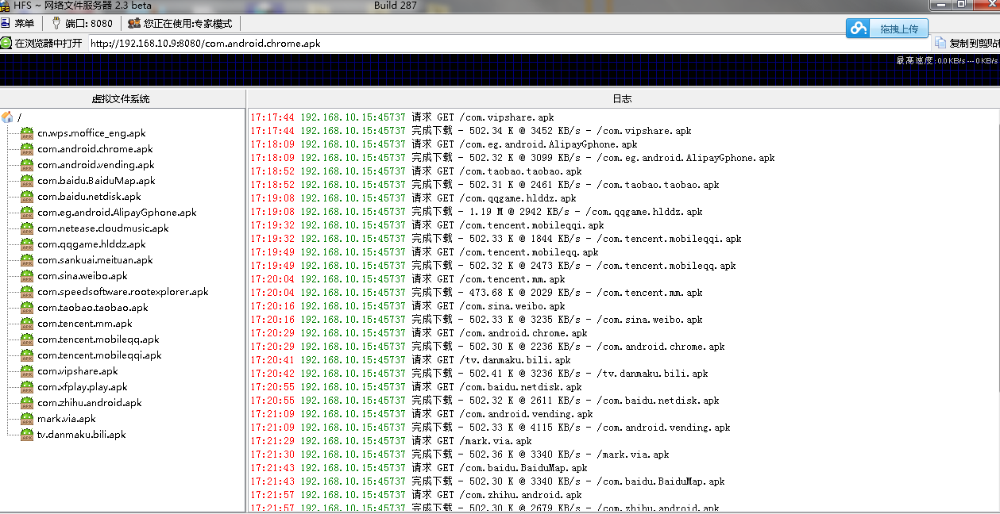 HFS ~ 网络文件服务器 2.3 beta
Build 287
菜单
端口: 8080
您正在使用:专家模式
拖拽上传
在浏览器中打开
http://192.168.10.9:8080/com.android.chrome.apk
复制到剪贴
最高速度:0.0 KB/s --- 0 KB/s
虚拟文件系统
/
cn.wps.moffice_eng.apk
com.android.chrome.apk
com.android.vending.apk
com.baidu.BaiduMap.apk
com.baidu.netdisk.apk
com.eg.android.AlipayGphone.apk
com.netease.cloudmusic.apk
com.qqgame.hlddz.apk
com.sankuai.meituan.apk
com.sina.weibo.apk
com.speedsoftware.rootexplorer.apk
com.taobao.taobao.apk
com.tencent.mm.apk
com.tencent.mobileqq.apk
com.tencent.mobileqqi.apk
com.vipshare.apk
com.xfplay.play.apk
com.zhihu.android.apk
mark.via.apk
tv.danmaku.bili.apk
日志
17:17:44 192.168.10.15:45737 请求 GET /com.vipshare.apk
17:17:44 192.168.10.15:45737 完成下载 - 502.34 K @ 3452 KB/s - /com.vipshare.apk
17:18:09 192.168.10.15:45737 请求 GET /com.eg.android.AlipayGphone.apk
17:18:09 192.168.10.15:45737 完成下载 - 502.32 K @ 3099 KB/s - /com.eg.android.AlipayGphone.apk
17:18:52 192.168.10.15:45737 请求 GET /com.taobao.taobao.apk
17:18:52 192.168.10.15:45737 完成下载 - 502.31 K @ 2461 KB/s - /com.taobao.taobao.apk
17:19:08 192.168.10.15:45737 请求 GET /com.qqgame.hlddz.apk
17:19:08 192.168.10.15:45737 完成下载 - 1.19 M @ 2942 KB/s - /com.qqgame.hlddz.apk
17:19:32 192.168.10.15:45737 请求 GET /com.tencent.mobileqqi.apk
17:19:32 192.168.10.15:45737 完成下载 - 502.33 K @ 1844 KB/s - /com.tencent.mobileqqi.apk
17:19:49 192.168.10.15:45737 请求 GET /com.tencent.mobileqq.apk
17:19:49 192.168.10.15:45737 完成下载 - 502.32 K @ 2473 KB/s - /com.tencent.mobileqq.apk
17:20:04 192.168.10.15:45737 请求 GET /com.tencent.mm.apk
17:20:04 192.168.10.15:45737 完成下载 - 473.68 K @ 2029 KB/s - /com.tencent.mm.apk
17:20:16 192.168.10.15:45737 请求 GET /com.sina.weibo.apk
17:20:16 192.168.10.15:45737 完成下载 - 502.33 K @ 3235 KB/s - /com.sina.weibo.apk
17:20:29 192.168.10.15:45737 请求 GET /com.android.chrome.apk
17:20:29 192.168.10.15:45737 完成下载 - 502.30 K @ 2236 KB/s - /com.android.chrome.apk
17:20:41 192.168.10.15:45737 请求 GET /tv.danmaku.bili.apk
17:20:42 192.168.10.15:45737 完成下载 - 502.41 K @ 3236 KB/s - /tv.danmaku.bili.apk
17:20:55 192.168.10.15:45737 请求 GET /com.baidu.netdisk.apk
17:20:55 192.168.10.15:45737 完成下载 - 502.32 K @ 2611 KB/s - /com.baidu.netdisk.apk
17:21:09 192.168.10.15:45737 请求 GET /com.android.vending.apk
17:21:09 192.168.10.15:45737 完成下载 - 502.33 K @ 4115 KB/s - /com.android.vending.apk
17:21:29 192.168.10.15:45737 请求 GET /mark.via.apk
17:21:30 192.168.10.15:45737 完成下载 - 502.36 K @ 3340 KB/s - /mark.via.apk
17:21:43 192.168.10.15:45737 请求 GET /com.baidu.BaiduMap.apk
17:21:43 192.168.10.15:45737 完成下载 - 502.30 K @ 3340 KB/s - /com.baidu.BaiduMap.apk
17:21:57 192.168.10.15:45737 请求 GET /com.zhihu.android.apk
17:21:57 192.168.10.15:45737 完成下载 - 502.30 K @ 2679 KB/s - /com.zhihu.android.apk